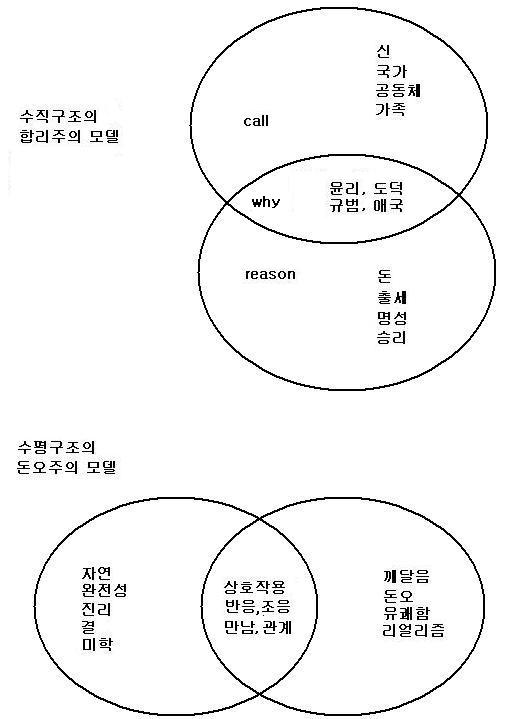 수직구조의
합리주의 모델
신
국가
공동체
가족
call
why
윤리, 도덕
규범, 애국
reason
돈
출세
명성
승리
수평구조의
돈오주의 모델
자연
완전성
진리
결
미학
상호작용
반응,조응
만남,관계
깨달음
돈오
유쾌함
리얼리즘